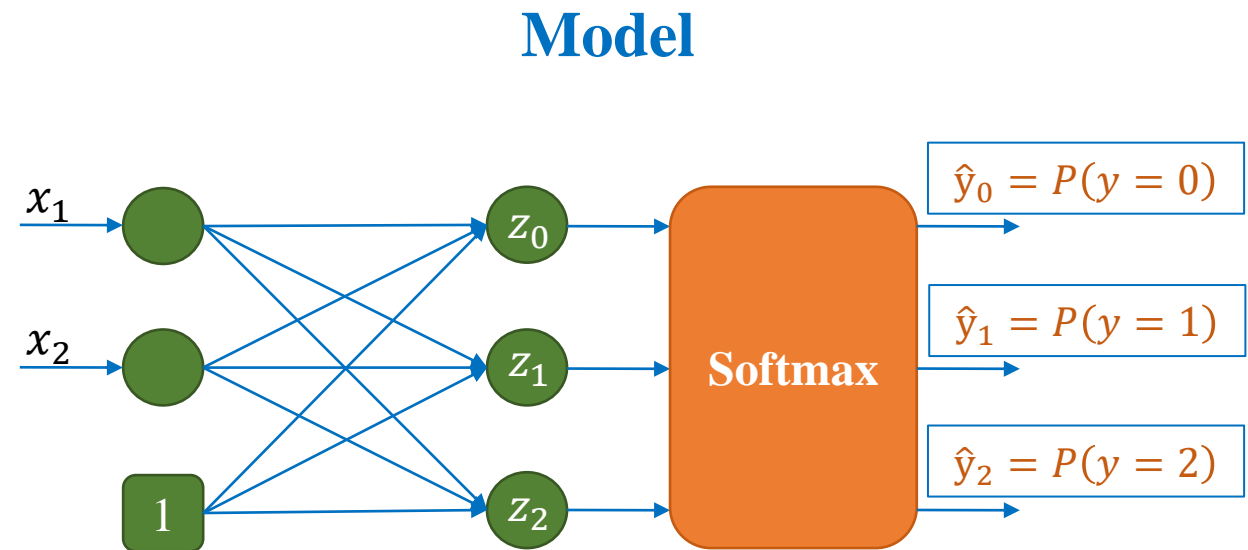 Model
x₁
z₀
ŷ₀ = P(y = 0)
x₂
z₁
Softmax
ŷ₁ = P(y = 1)
1
z₂
ŷ₂ = P(y = 2)